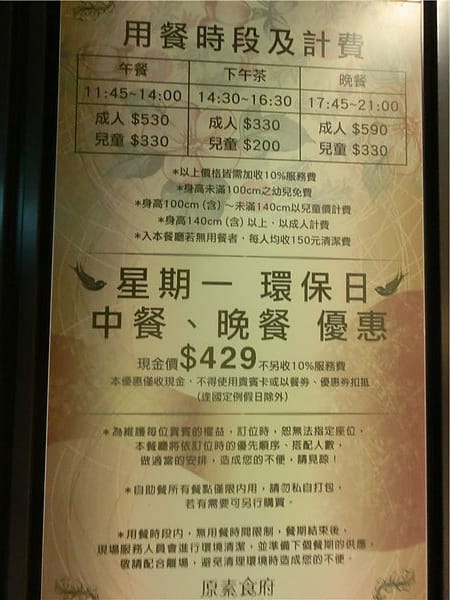 用餐時段及計費
午餐 下午茶 晚餐
11:45~14:00 14:30~16:30 17:45~21:00
成人 $530 成人 $330 成人 $590
兒童 $330 兒童 $200 兒童 $330
*以上價格皆需加收10%服務費
*身高未滿100cm之幼兒免費
*身高100cm(含)~未滿140cm以兒童價計費
*身高140cm(含)以上,以成人計費
*入本餐廳若無用餐者,每人均收150元清潔費
星期一 環保日
中餐、晚餐 優惠
現金價$429不另收10%服務費
本優惠僅收現金,不得使用貴賓卡或以餐券、優惠券扣抵
(逢國定例假日除外)
*為維護每位貴賓的權益,訂位時,恕無法指定座位,
本餐廳將依訂位時的優先順序、搭配人數,
做適當的安排,造成您的不便,請見諒!
*自助餐所有餐點僅限內用,請勿私自打包,
若有需要可另行購買。
*用餐時段內,無用餐時間限制,餐期結束後,
現場服務人員會進行環境清潔,並準備下個餐期的供應,
敬請配合離場,避免清理環境時造成您的不便。
原素食府